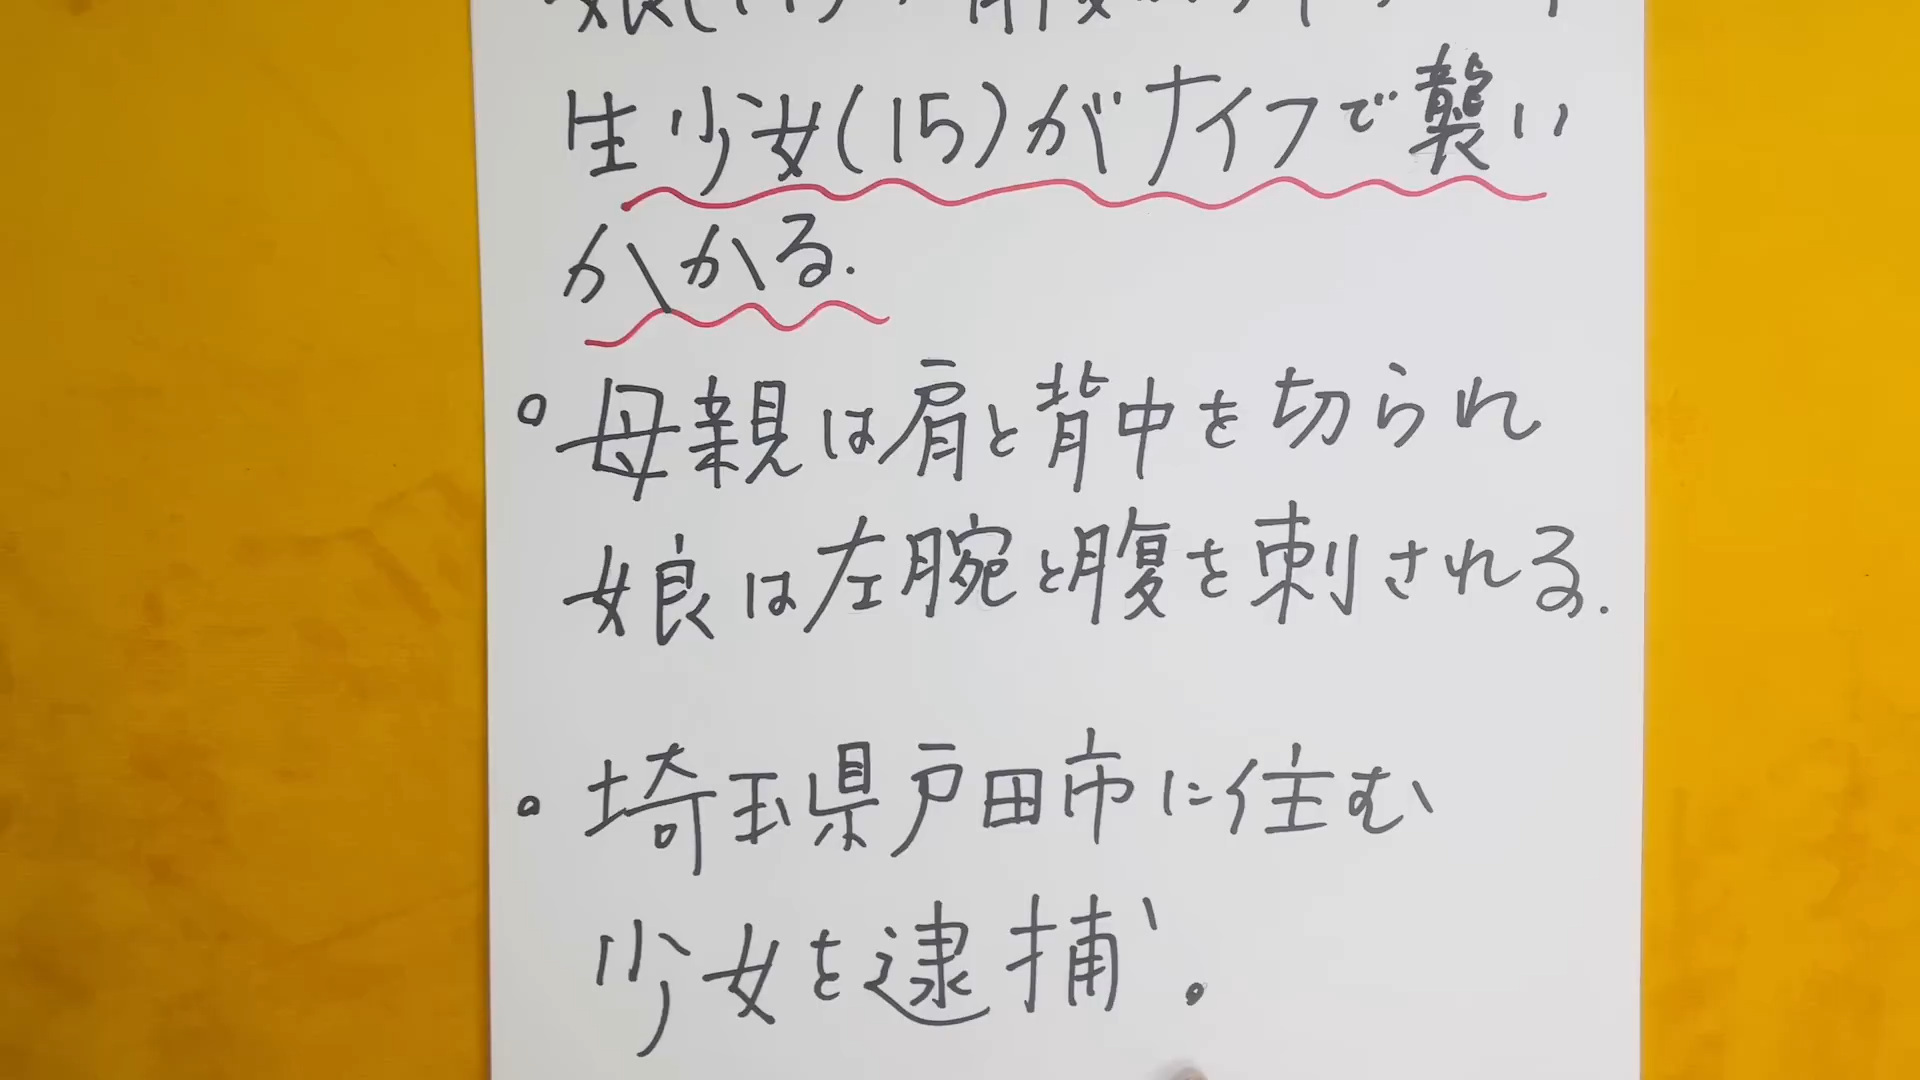 生少女(15)がナイフで襲い
かかる.
○母親は肩と背中を切られ
娘は左腕と腹を刺される.
○埼玉県戸田市に住む
少女を逮捕。